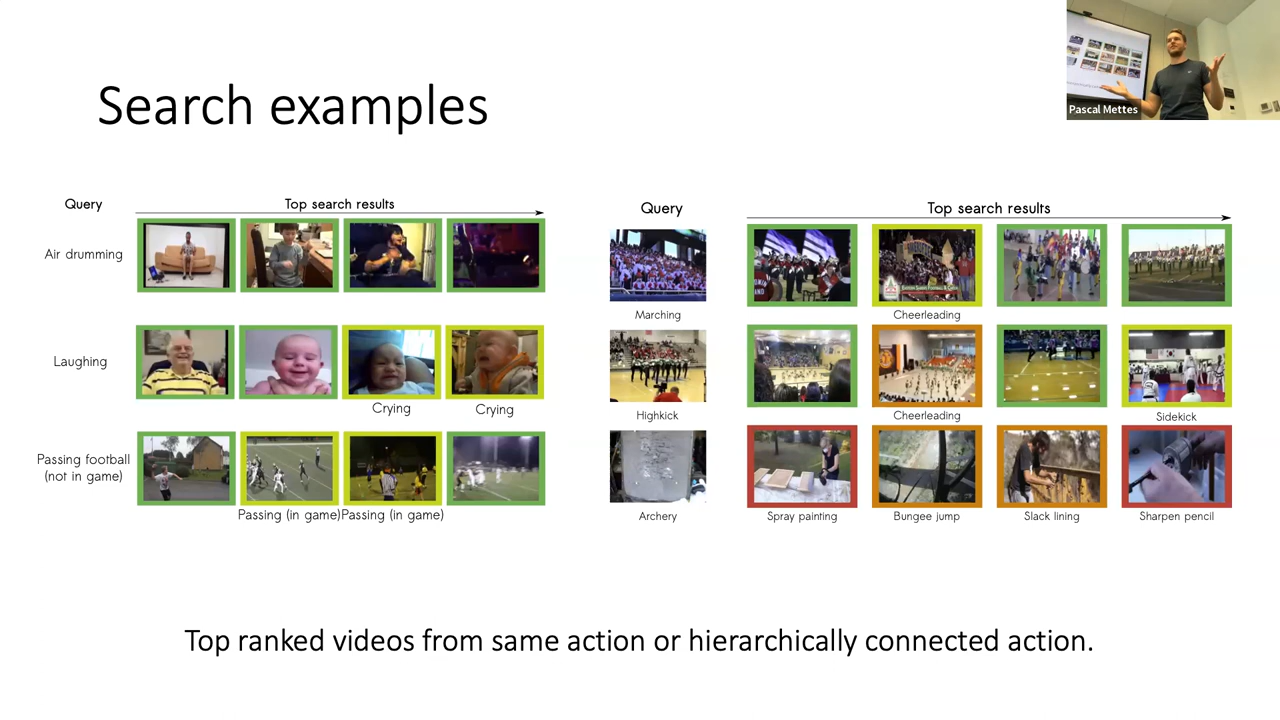 Pascal Mettes
Search examples
Query
Top search results
Air drumming
Laughing
Crying
Crying
Passing football
(not in game)
Passing (in game)
Passing (in game)
Query
Top search results
Marching
Cheerleading
Highkick
Cheerleading
Sidekick
Archery
Spray painting
Bungee jump
Slack lining
Sharpen pencil
Top ranked videos from same action or hierarchically connected action.